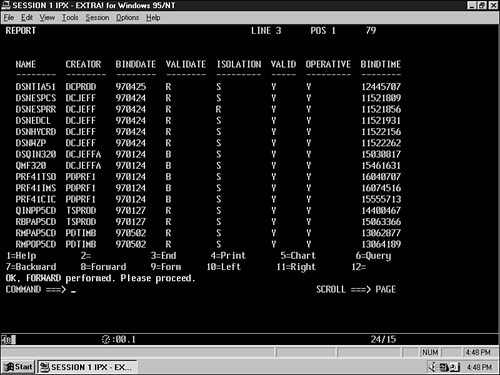 SESSION 1 IPX - EXTRA! for Windows 95/NT
File Edit View Tools Session Options Help
REPORT LINE 3 POS 1 79
NAME CREATOR BINDDATE VALIDATE ISOLATION VALID OPERATIVE BINDTIME
-------- -------- -------- -------- --------- ----- --------- --------
DSNTIA51 DCPROD 970425 R S Y Y 12445707
DSNESPCS DCJEFF 970424 R S Y Y 11521809
DSNESPRR DCJEFF 970424 R R Y Y 11521856
DSNEDCL DCJEFF 970424 R S Y Y 11521931
DSNHYCRD DCJEFF 970424 R S Y Y 11522156
DSNWZP DCJEFF 970424 R S Y Y 11522262
DSQIN320 DCJEFFA 970124 B S Y Y 15030817
QMF320 DCJEFFA 970124 B S Y Y 15461631
PRF41TSO PDPRF1 970124 B S Y Y 16040707
PRF41IMS PDPRF1 970124 B S Y Y 16074516
PRF41CIC PDPRF1 970124 B S Y Y 15555713
QINPP5CD TSPROD 970127 R S Y Y 14400467
RBPAP5CD TSPROD 970127 R S Y Y 15063366
RMPAP5CD PDTIMB 970502 R S Y Y 13062877
RMPOP5CD PDTIMB 970502 R S Y Y 13064189
1=Help 2= 3=End 4=Print 5=Chart 6=Query
7=Backward 8=Forward 9=Form 10=Left 11=Right 12=
OK, FORWARD performed. Please proceed.
COMMAND ===> _ SCROLL ===> PAGE
:00.1 24/15
NUM 4:48 PM
Start SESSION 1 IPX - EX... 4:48 PM